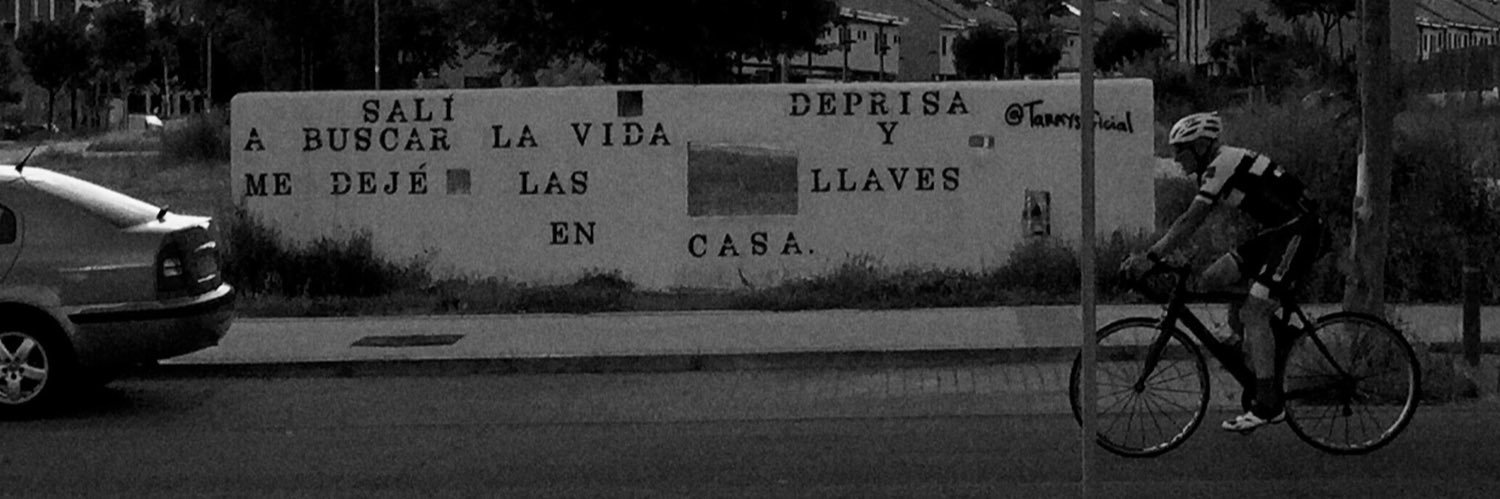 SALÍ DEPRISA
A BUSCAR LA VIDA Y
ME DEJÉ LAS LLAVES
EN CASA.